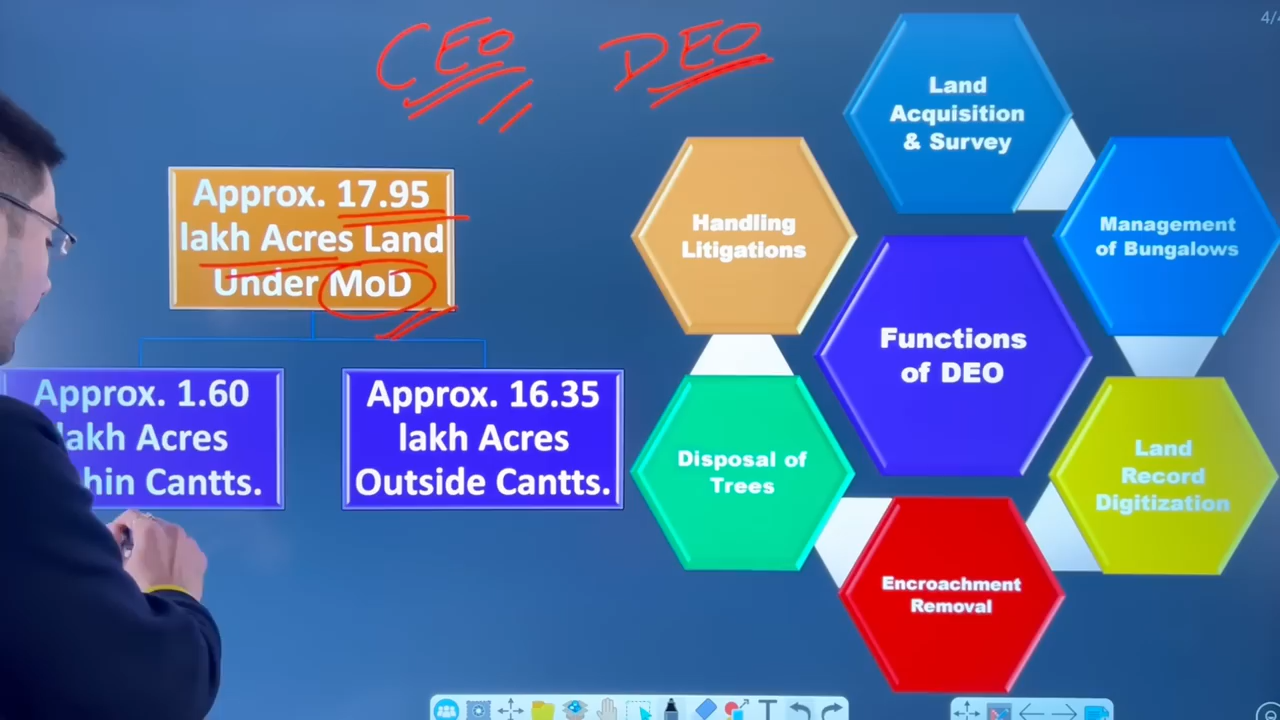 CEO DEO
4/
Approx. 17.95
lakh Acres Land
Under MoD
Approx. 1.60
lakh Acres
hin Cantts.
Approx. 16.35
lakh Acres
Outside Cantts.
Land
Acquisition
& Survey
Handling
Litigations
Management
of Bungalows
Functions
of DEO
Disposal of
Trees
Land
Record
Digitization
Encroachment
Removal
T